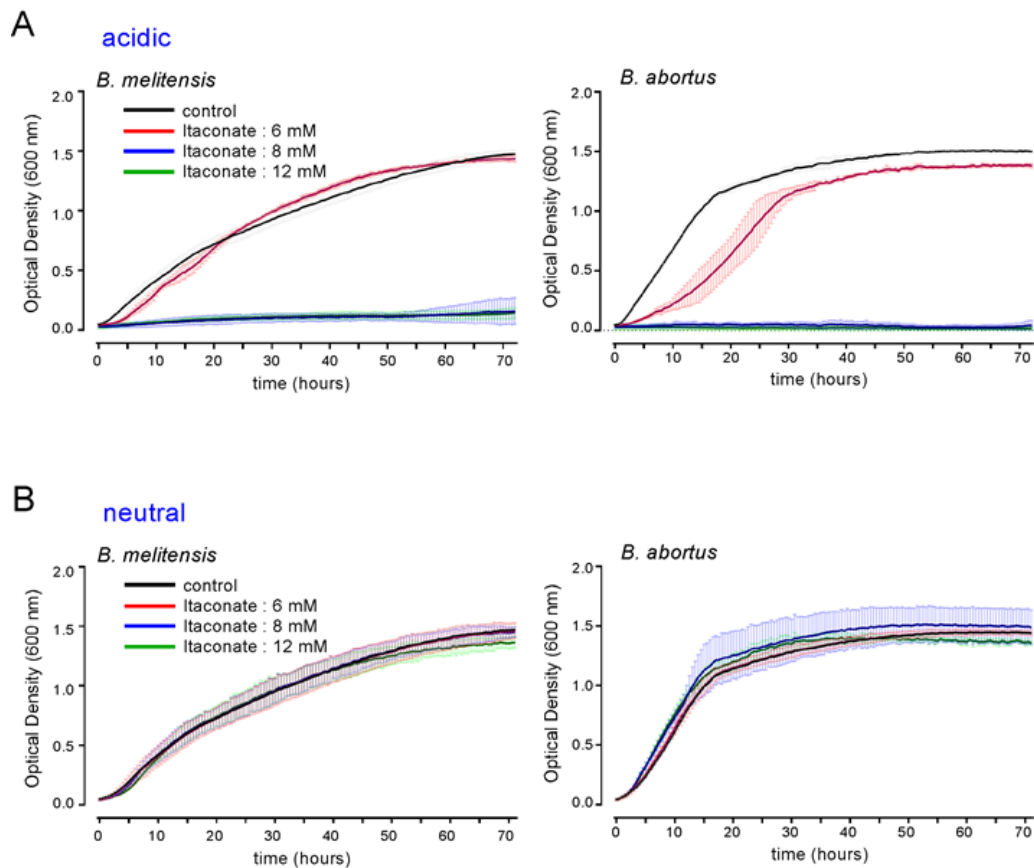 A
acidic
B. melitensis
B. abortus
2.0
1.5
1.0
0.5
0.0
Optical Density (600 nm)
control
Itaconate : 6 mM
Itaconate : 8 mM
Itaconate : 12 mM
0 10 20 30 40 50 60 70
time (hours)
2.0
1.5
1.0
0.5
0.0
Optical Density (600 nm)
0 10 20 30 40 50 60 70
time (hours)
B
neutral
B. melitensis
B. abortus
2.0
1.5
1.0
0.5
0.0
Optical Density (600 nm)
control
Itaconate : 6 mM
Itaconate : 8 mM
Itaconate : 12 mM
0 10 20 30 40 50 60 70
time (hours)
2.0
1.5
1.0
0.5
0.0
Optical Density (600 nm)
0 10 20 30 40 50 60 70
time (hours)